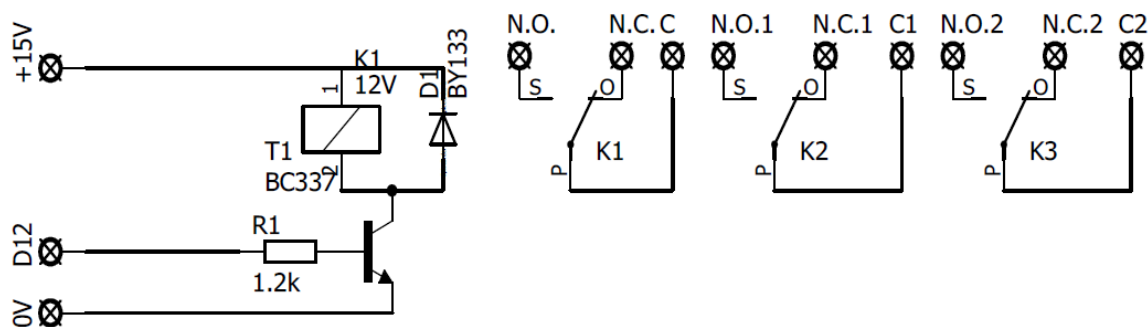 +15V
K1
12V
1
2
D1
BY133
T1
BC337
D12
R1
1.2k
0V
N.O.
N.C.
C
S
O
P
K1
N.O.1
N.C.1
C1
S
O
P
K2
N.O.2
N.C.2
C2
S
O
P
K3